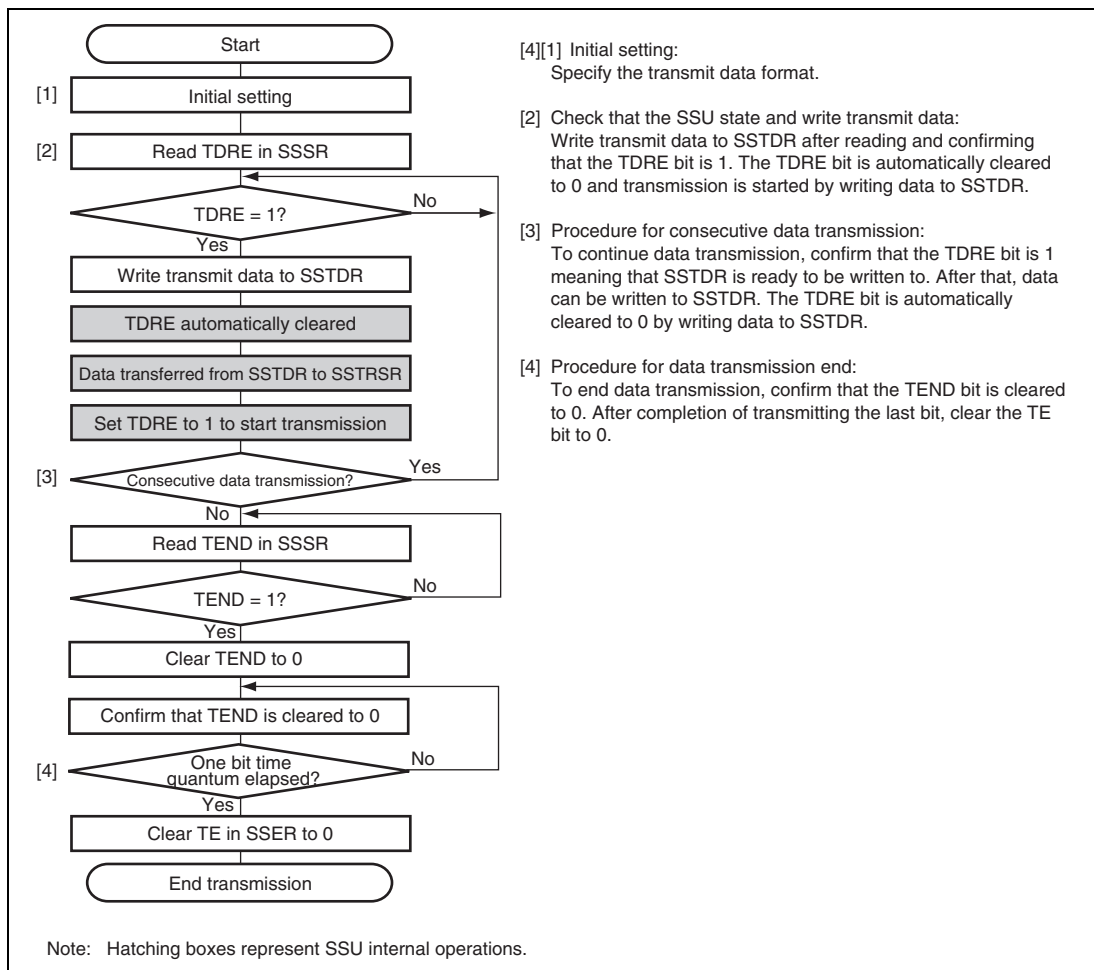 Start
[1] Initial setting
[2] Read TDRE in SSSR
TDRE = 1?
No
Yes
Write transmit data to SSTDR
TDRE automatically cleared
Data transferred from SSTDR to SSTRSR
Set TDRE to 1 to start transmission
[3] Consecutive data transmission?
Yes
No
Read TEND in SSSR
TEND = 1?
No
Yes
Clear TEND to 0
Confirm that TEND is cleared to 0
[4] One bit time
quantum elapsed?
No
Yes
Clear TE in SSER to 0
End transmission
[4][1] Initial setting:
Specify the transmit data format.
[2] Check that the SSU state and write transmit data:
Write transmit data to SSTDR after reading and confirming
that the TDRE bit is 1. The TDRE bit is automatically cleared
to 0 and transmission is started by writing data to SSTDR.
[3] Procedure for consecutive data transmission:
To continue data transmission, confirm that the TDRE bit is 1
meaning that SSTDR is ready to be written to. After that, data
can be written to SSTDR. The TDRE bit is automatically
cleared to 0 by writing data to SSTDR.
[4] Procedure for data transmission end:
To end data transmission, confirm that the TEND bit is cleared
to 0. After completion of transmitting the last bit, clear the TE
bit to 0.
Note: Hatching boxes represent SSU internal operations.